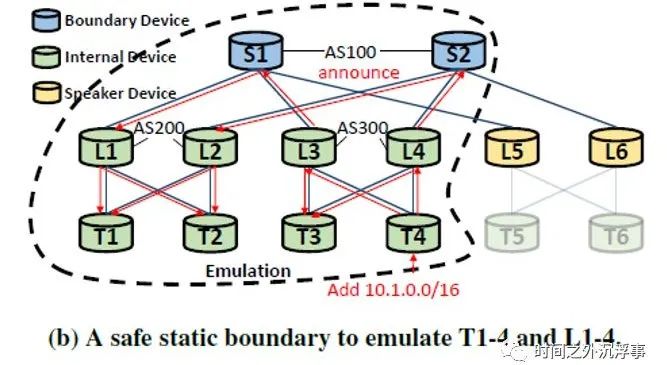 Boundary Device
Internal Device
Speaker Device
S1
AS100
S2
announce
L1
AS200
L2
L3
AS300
L4
L5
L6
T1
T2
T3
T4
T5
T6
Emulation
Add 10.1.0.0/16
(b) A safe static boundary to emulate T1-4 and L1-4.
时间之外沉浮事